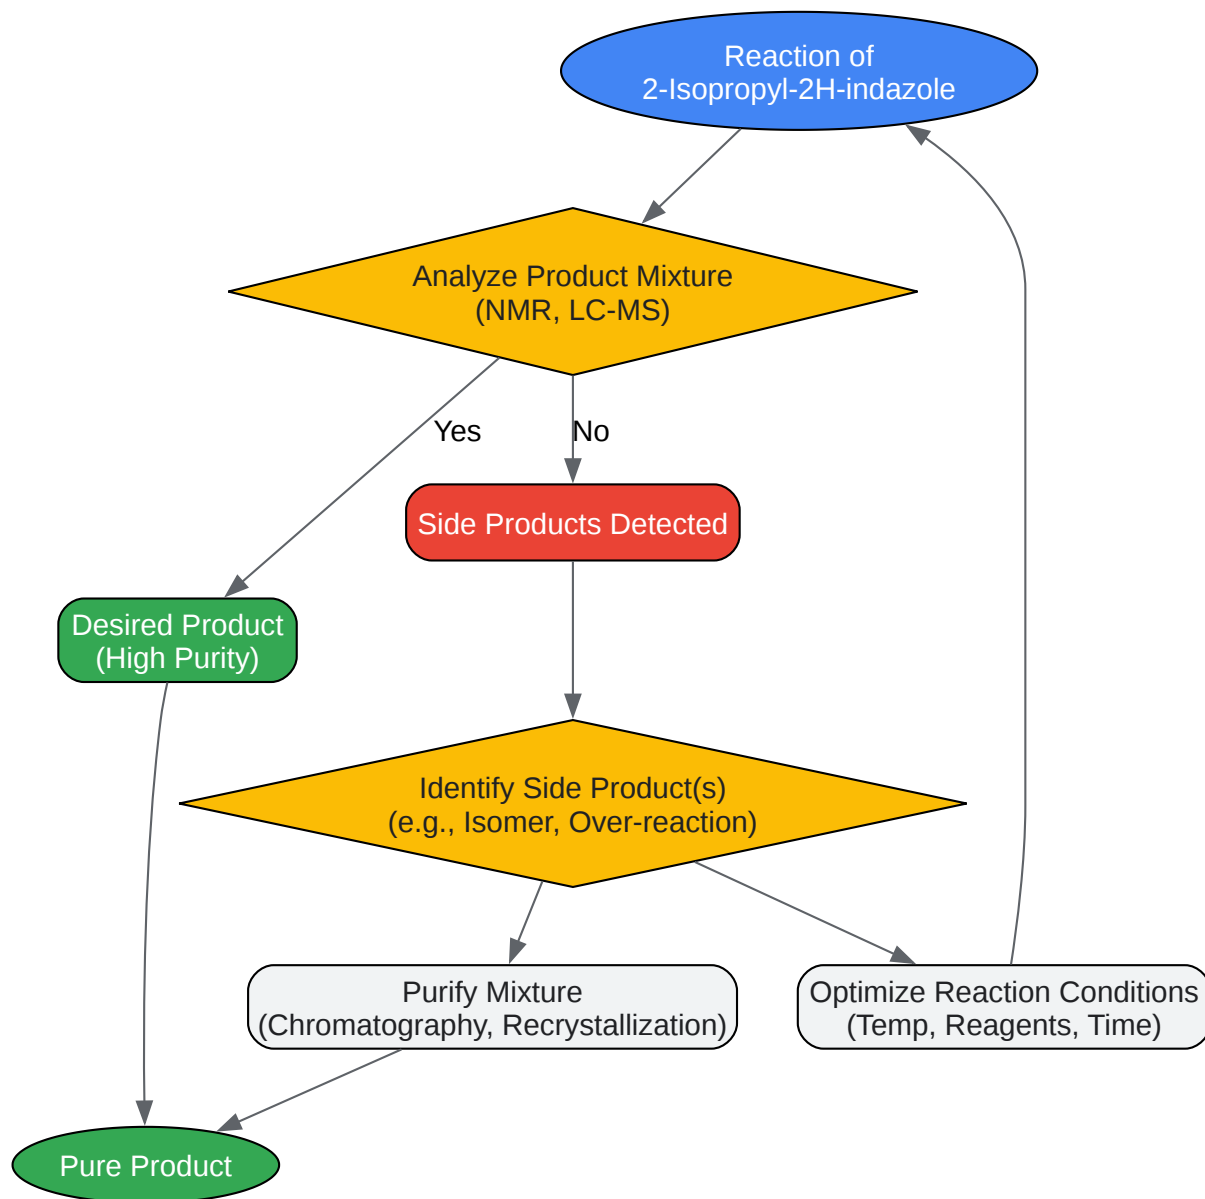 Reaction of
2-Isopropyl-2H-indazole
Analyze Product Mixture
(NMR, LC-MS)
Yes
No
Side Products Detected
Desired Product
(High Purity)
Identify Side Product(s)
(e.g., Isomer, Over-reaction)
Purify Mixture
(Chromatography, Recrystallization)
Optimize Reaction Conditions
(Temp, Reagents, Time)
Pure Product